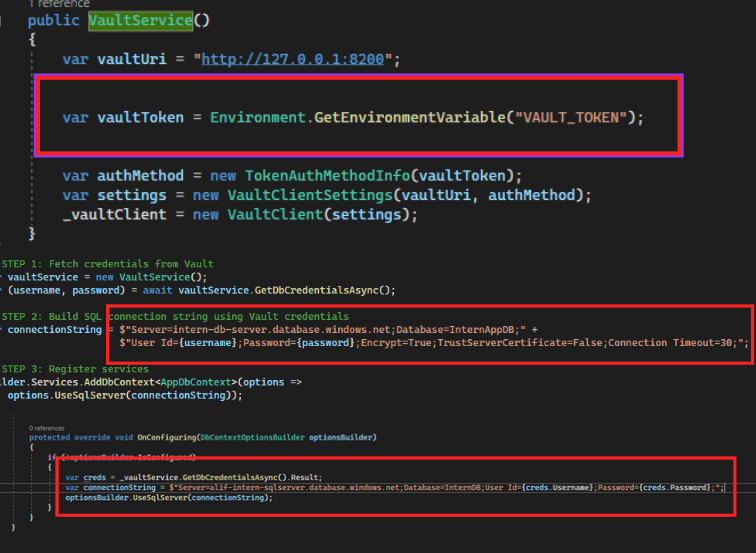 1 reference
public VaultService()
{
var vaultUri = "http://127.0.0.1:8200";
var vaultToken = Environment.GetEnvironmentVariable("VAULT_TOKEN");
var authMethod = new TokenAuthMethodInfo(vaultToken);
var settings = new VaultClientSettings(vaultUri, authMethod);
_vaultClient = new VaultClient(settings);
}
STEP 1: Fetch credentials from Vault
vaultService = new VaultService();
(username, password) = await vaultService.GetDbCredentialsAsync();
STEP 2: Build SQL connection string using Vault credentials
connectionString = $"Server=intern-db-server.database.windows.net;Database=InternAppDB;" +
$"User Id={username};Password={password};Encrypt=True;TrustServerCertificate=False;Connection Timeout=30;";
STEP 3: Register services
lder.Services.AddDbContext<AppDbContext>(options =>
options.UseSqlServer(connectionString));
0 references
protected override void OnConfiguring(DbContextOptionsBuilder optionsBuilder)
{
if (!optionsBuilder.IsConfigured)
{
var creds = _vaultService.GetDbCredentialsAsync().Result;
var connectionString = $"Server=alif-intern-sqlserver.database.windows.net;Database=InternDB;User Id={creds.Username};Password={creds.Password};";
optionsBuilder.UseSqlServer(connectionString);
}
}
}